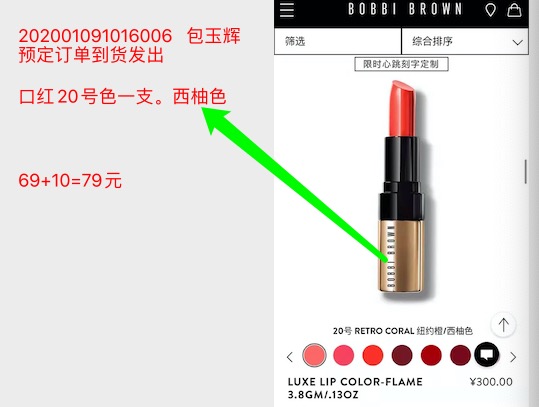 202001091016006 包玉辉
预定订单到货发出
口红20号色一支。西柚色
69+10=79元
BOBBI BROWN
筛选
综合排序
限时心跳刻字定制
BOBBI BROWN
20号 RETRO CORAL 纽约橙/西柚色
LUXE LIP COLOR-FLAME
3.8GM/.13OZ
¥300.00